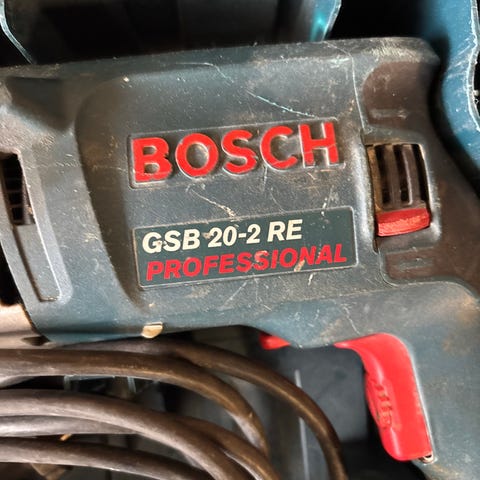 BOSCH
GSB 20-2 RE
PROFESSIONAL